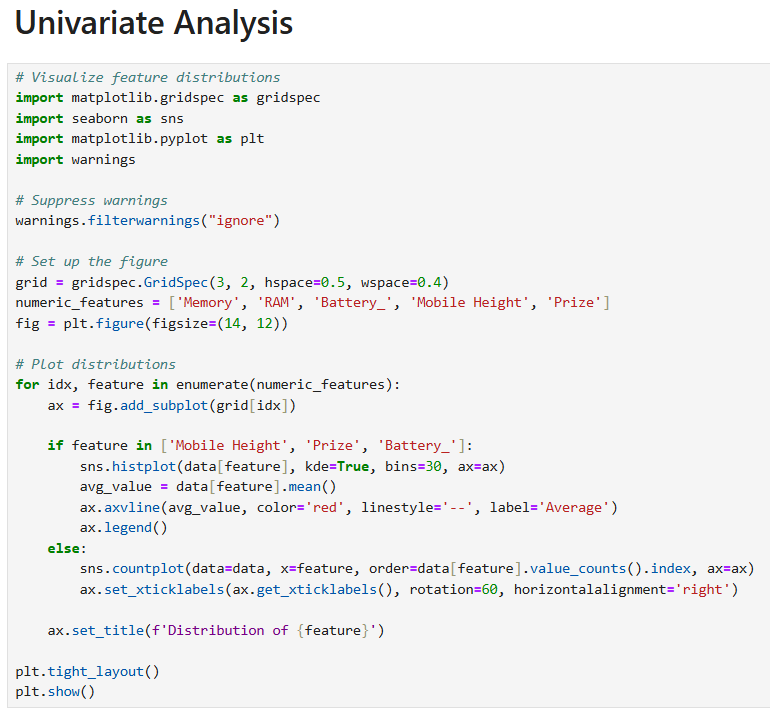 Univariate Analysis
# Visualize feature distributions
import matplotlib.gridspec as gridspec
import seaborn as sns
import matplotlib.pyplot as plt
import warnings

# Suppress warnings
warnings.filterwarnings("ignore")

# Set up the figure
grid = gridspec.GridSpec(3, 2, hspace=0.5, wspace=0.4)
numeric_features = ['Memory', 'RAM', 'Battery_', 'Mobile Height', 'Prize']
fig = plt.figure(figsize=(14, 12))

# Plot distributions
for idx, feature in enumerate(numeric_features):
    ax = fig.add_subplot(grid[idx])

    if feature in ['Mobile Height', 'Prize', 'Battery_']:
        sns.histplot(data[feature], kde=True, bins=30, ax=ax)
        avg_value = data[feature].mean()
        ax.axvline(avg_value, color='red', linestyle='--', label='Average')
        ax.legend()
    else:
        sns.countplot(data=data, x=feature, order=data[feature].value_counts().index, ax=ax)
        ax.set_xticklabels(ax.get_xticklabels(), rotation=60, horizontalalignment='right')

    ax.set_title(f'Distribution of {feature}')

plt.tight_layout()
plt.show()